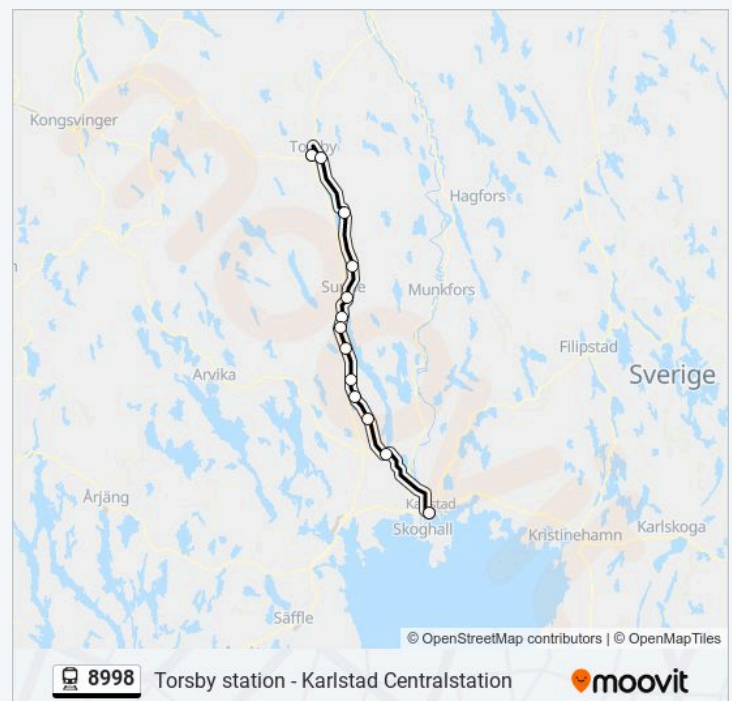 Kongsvinger
Torsby
Hagfors
Sunne
Munkfors
Filipstad
Sverige
Arvika
Årjäng
Karlstad
Skoghall
Kristinehamn
Karlskoga
Säffle
© OpenStreetMap contributors | © OpenMapTiles
8998 Torsby station - Karlstad Centralstation moovit
moovit